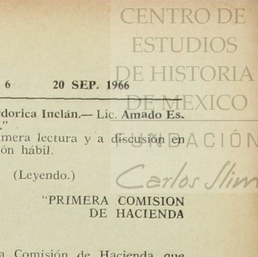 CENTRO DE
ESTUDIOS
DE HISTORIA
DE MEXICO
FUNDACIÓN
Carlos Slim
6 20 SEP. 1966
dorica Inclán.— Lic. Amado Es-
."
mera lectura y a discusión en
ón hábil.
(Leyendo.)
"PRIMERA COMISION
DE HACIENDA
a Comisión de Hacienda que